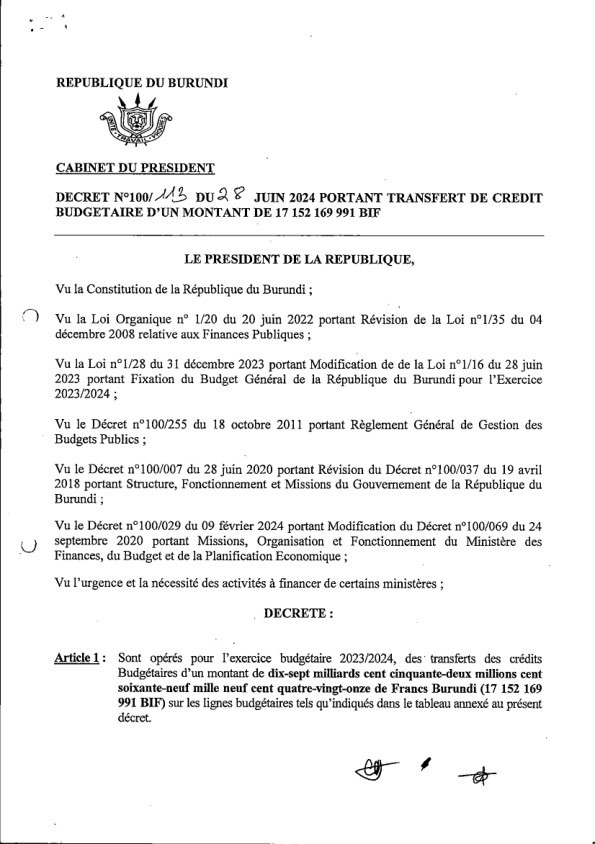 REPUBLIQUE DU BURUNDI
UNITE - TRAVAIL - PROGRES
CABINET DU PRESIDENT
DECRET N°100/113 DU 28 JUIN 2024 PORTANT TRANSFERT DE CREDIT
BUDGETAIRE D'UN MONTANT DE 17 152 169 991 BIF
LE PRESIDENT DE LA REPUBLIQUE,
Vu la Constitution de la République du Burundi ;
Vu la Loi Organique n° 1/20 du 20 juin 2022 portant Révision de la Loi n°1/35 du 04
décembre 2008 relative aux Finances Publiques ;
Vu la Loi n°1/28 du 31 décembre 2023 portant Modification de de la Loi n°1/16 du 28 juin
2023 portant Fixation du Budget Général de la République du Burundi pour l'Exercice
2023/2024 ;
Vu le Décret n°100/255 du 18 octobre 2011 portant Règlement Général de Gestion des
Budgets Publics ;
Vu le Décret n°100/007 du 28 juin 2020 portant Révision du Décret n°100/037 du 19 avril
2018 portant Structure, Fonctionnement et Missions du Gouvernement de la République du
Burundi ;
Vu le Décret n°100/029 du 09 février 2024 portant Modification du Décret n°100/069 du 24
septembre 2020 portant Missions, Organisation et Fonctionnement du Ministère des
Finances, du Budget et de la Planification Economique ;
Vu l'urgence et la nécessité des activités à financer de certains ministères ;
DECRETE :
Article 1 : Sont opérés pour l'exercice budgétaire 2023/2024, des transferts des crédits
Budgétaires d'un montant de dix-sept milliards cent cinquante-deux millions cent
soixante-neuf mille neuf cent quatre-vingt-onze de Francs Burundi (17 152 169
991 BIF) sur les lignes budgétaires tels qu'indiqués dans le tableau annexé au présent
décret.